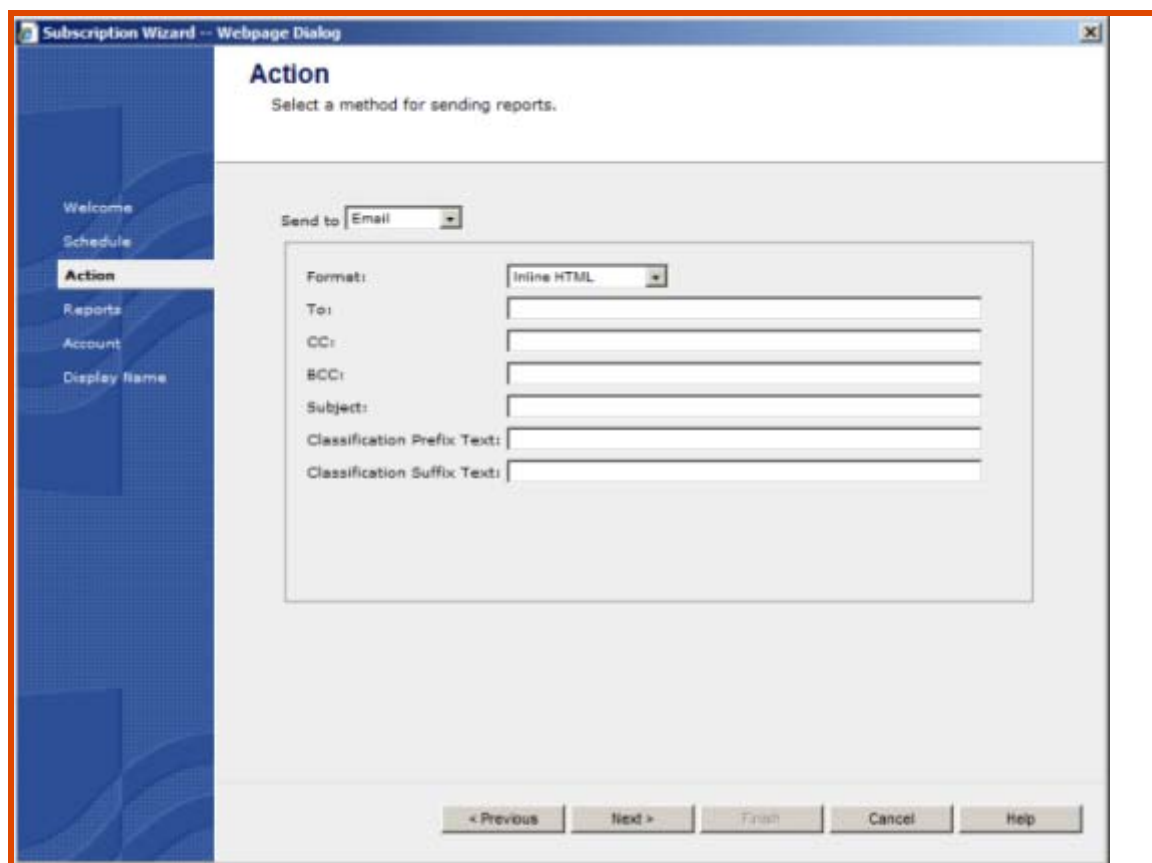 Subscription Wizard -- Webpage Dialog
Action
Select a method for sending reports.
Welcome
Schedule
Action
Reports
Account
Display Name
Send to Email
Format: Inline HTML
To:
CC:
BCC:
Subject:
Classification Prefix Text:
Classification Suffix Text:
< Previous Next > Finish Cancel Help